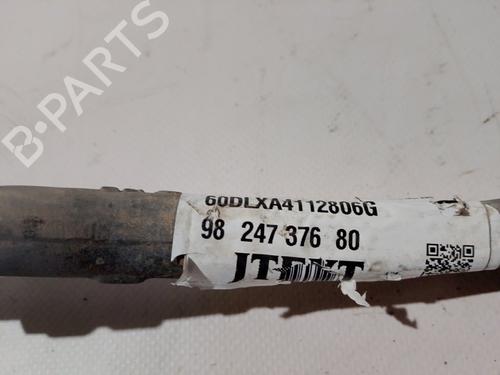 B-PARTS
60DLXA4112806G
98 247 376 80
JTEKT